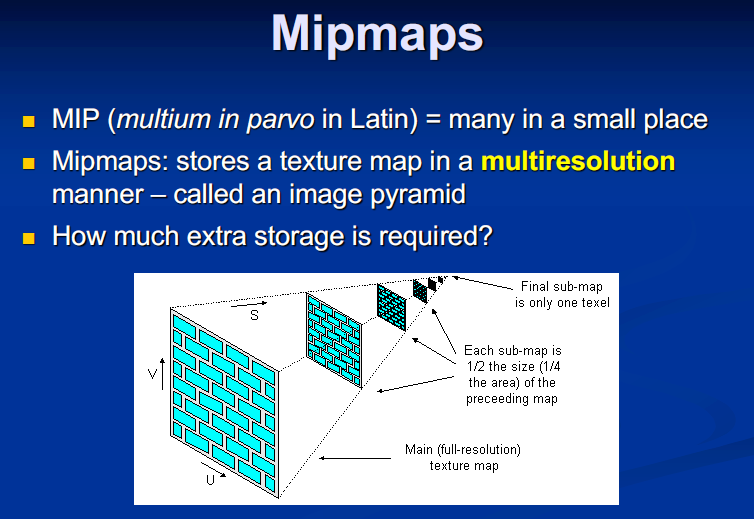 Mipmaps
MIP (multium in parvo in Latin) = many in a small place
Mipmaps: stores a texture map in a multiresolution
manner – called an image pyramid
How much extra storage is required?
Final sub-map
is only one texel
S
Each sub-map is
1/2 the size (1/4
the area) of the
preceeding map
V
Main (full-resolution)
texture map
U